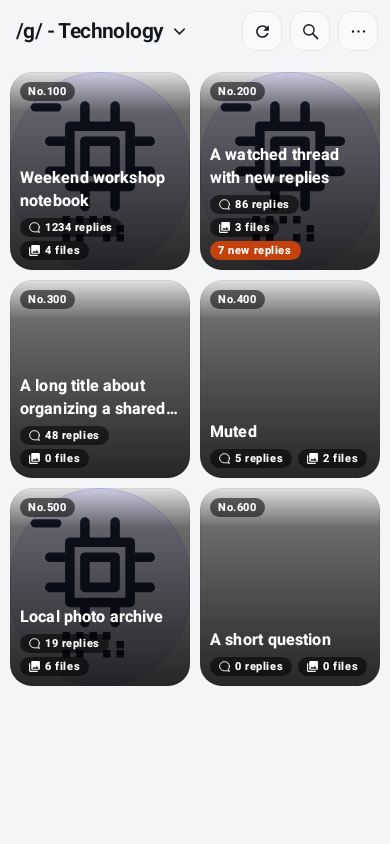 /g/ - Technology
No.100
Weekend workshop
notebook
1234 replies
4 files
No.200
A watched thread
with new replies
86 replies
3 files
7 new replies
No.300
A long title about
organizing a shared…
48 replies
0 files
No.400
Muted
5 replies
2 files
No.500
Local photo archive
19 replies
6 files
No.600
A short question
0 replies
0 files